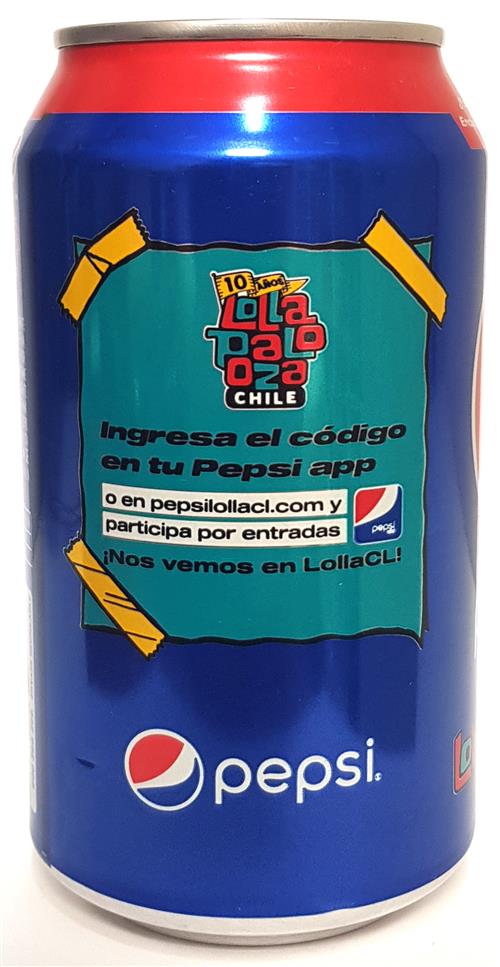 10 AÑOS
Lolla
palo
oza
CHILE
Ingresa el código
en tu Pepsi app
o en pepsilollacl.com y
participa por entradas
pepsi
¡Nos vemos en LollaCL!
pepsi